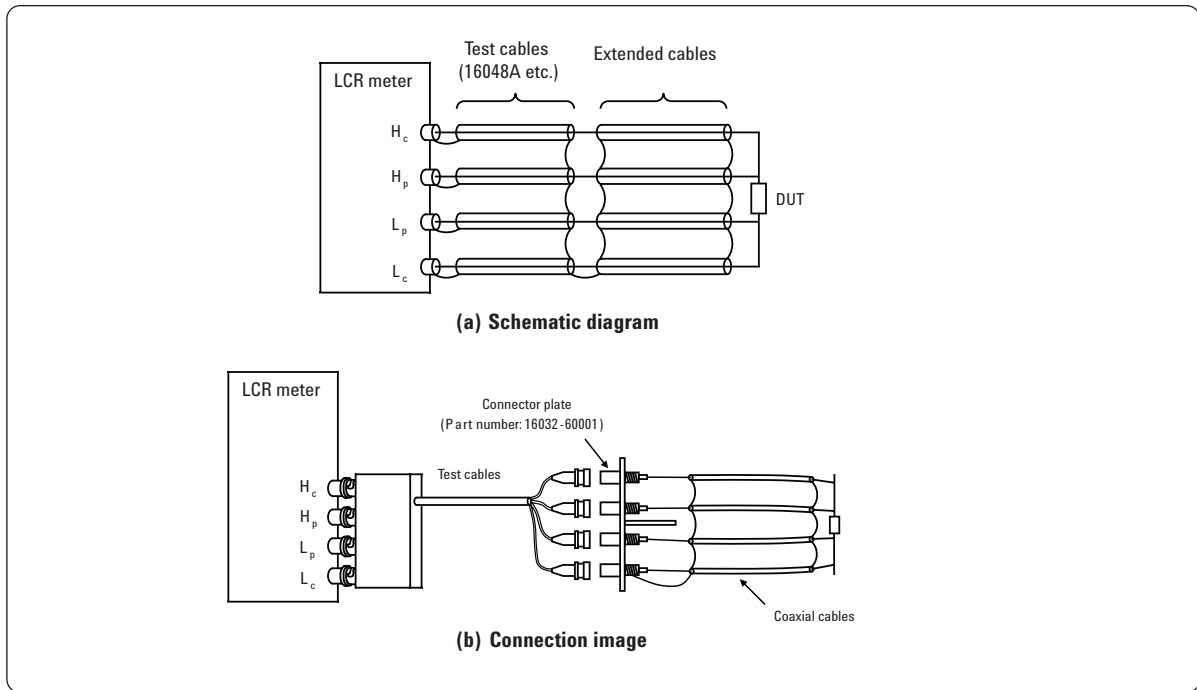 Test cables
(16048A etc.)
Extended cables
LCR meter
Hc
Hp
Lp
Lc
DUT
(a) Schematic diagram
LCR meter
Connector plate
(Part number: 16032-60001)
Test cables
Hc
Hp
Lp
Lc
Coaxial cables
(b) Connection image